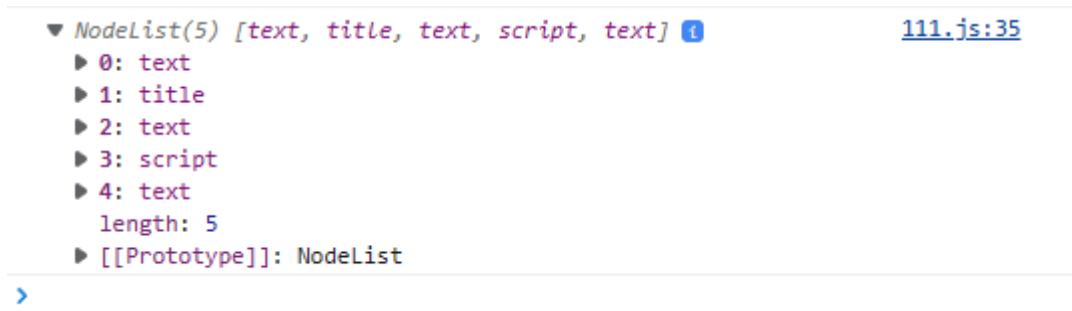 ▼ NodeList(5) [text, title, text, script, text] i 111.js:35
▶ 0: text
▶ 1: title
▶ 2: text
▶ 3: script
▶ 4: text
length: 5
▶ [[Prototype]]: NodeList
>